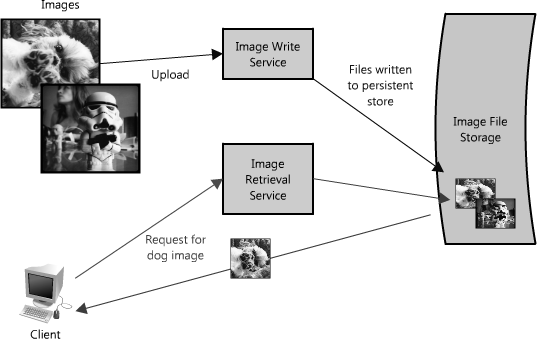 Images
Upload
Image Write
Service
Files written
to persistent
store
Image File
Storage
Image
Retrieval
Service
Request for
dog image
Client